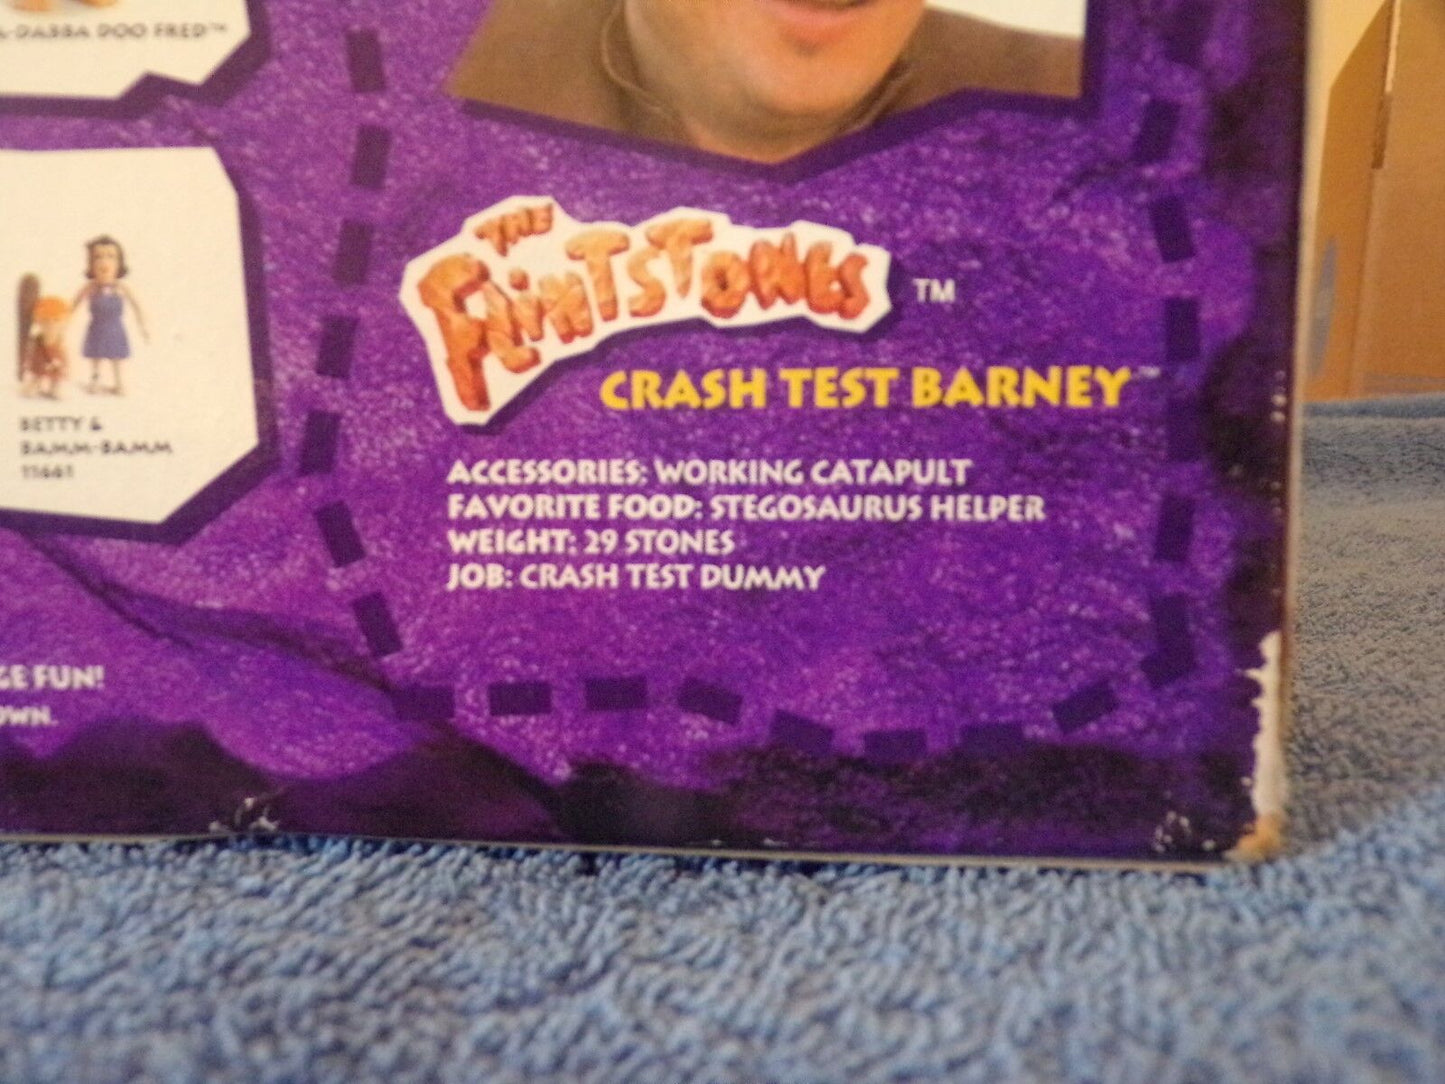 DABBA DOO FRED™
BETTY &
BAMM-BAMM
11661
GE FUN!
OWN.
THE
FLINTSTONES ™
CRASH TEST BARNEY™
ACCESSORIES: WORKING CATAPULT
FAVORITE FOOD: STEGOSAURUS HELPER
WEIGHT: 29 STONES
JOB: CRASH TEST DUMMY